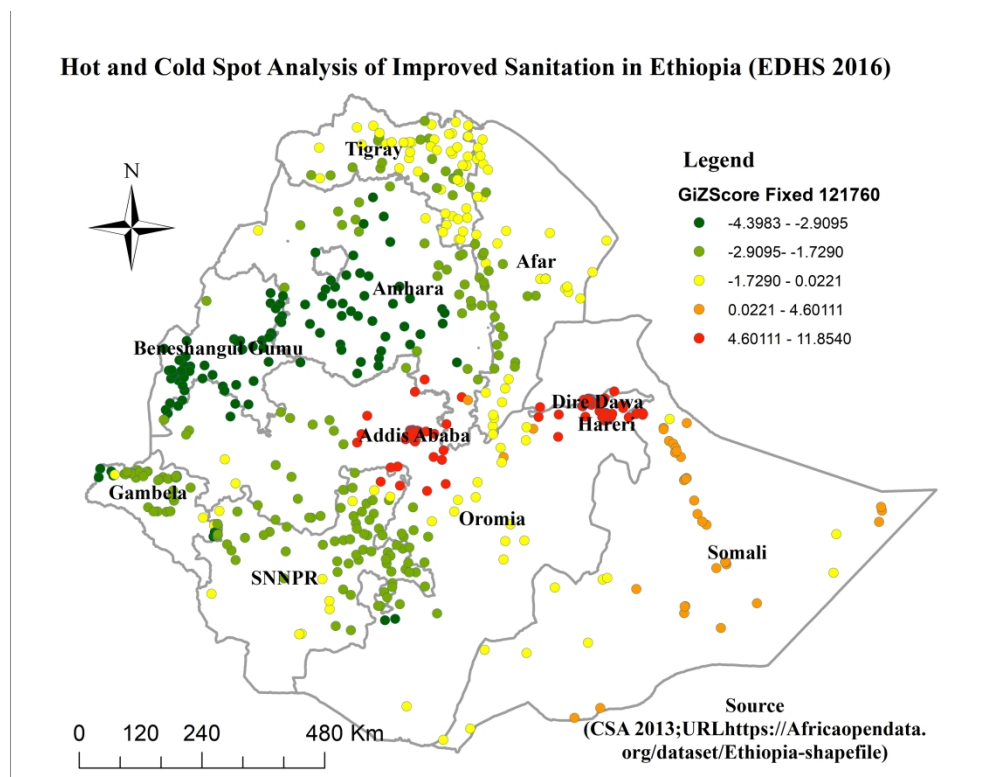 Hot and Cold Spot Analysis of Improved Sanitation in Ethiopia (EDHS 2016)
N
Tigray
Legend
GiZScore Fixed 121760
-4.3983 - -2.9095
-2.9095- -1.7290
-1.7290 - 0.0221
0.0221 - 4.60111
4.60111 - 11.8540
Afar
Amhara
Beneshangul Gumu
Dire Dawa
Hareri
Addis Ababa
Gambela
Oromia
Somali
SNNPR
Source
(CSA 2013;URLhttps://Africaopendata.
org/dataset/Ethiopia-shapefile)
0 120 240 480 Km